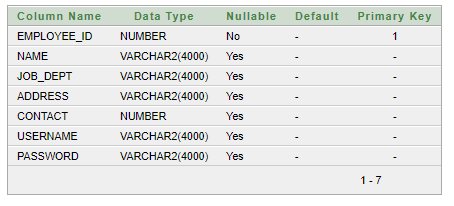 Column Name Data Type Nullable Default Primary Key
EMPLOYEE_ID NUMBER No - 1
NAME VARCHAR2(4000) Yes - -
JOB_DEPT VARCHAR2(4000) Yes - -
ADDRESS VARCHAR2(4000) Yes - -
CONTACT NUMBER Yes - -
USERNAME VARCHAR2(4000) Yes - -
PASSWORD VARCHAR2(4000) Yes - -
1 - 7